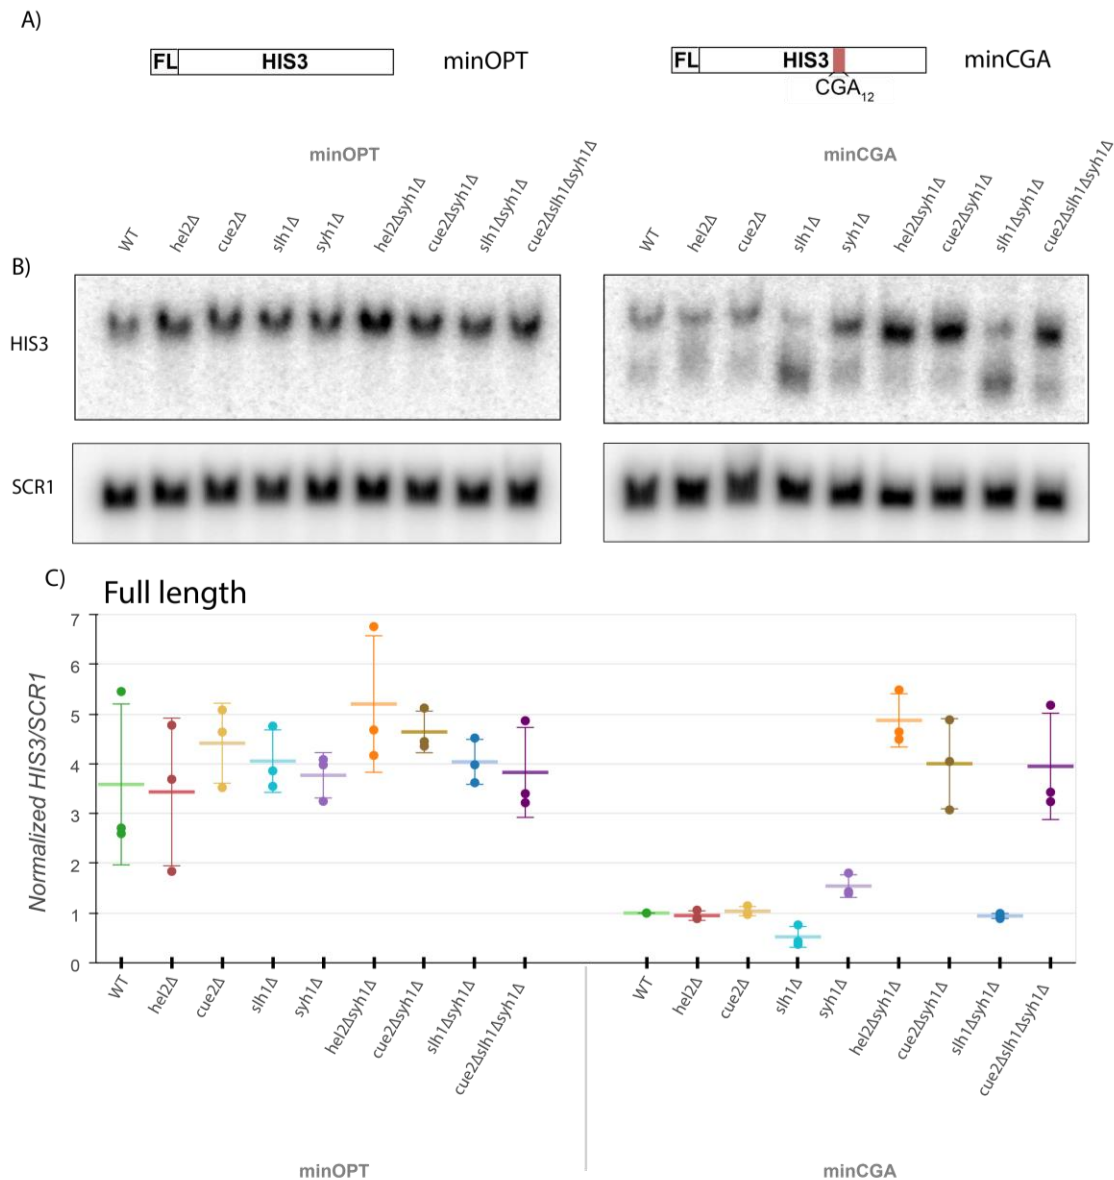 A)
FL HIS3 minOPT
FL HIS3 minCGA
CGA12
minOPT minCGA
WT hel2Δ cue2Δ slh1Δ syh1Δ hel2Δsyh1Δ cue2Δsyh1Δ slh1Δsyh1Δ cue2Δslh1Δsyh1Δ
WT hel2Δ cue2Δ slh1Δ syh1Δ hel2Δsyh1Δ cue2Δsyh1Δ slh1Δsyh1Δ cue2Δslh1Δsyh1Δ
B)
HIS3
SCR1
C)
Full length
Normalized HIS3/SCR1
7
6
5
4
3
2
1
0
WT hel2Δ cue2Δ slh1Δ syh1Δ hel2Δsyh1Δ cue2Δsyh1Δ slh1Δsyh1Δ cue2Δslh1Δsyh1Δ
WT hel2Δ cue2Δ slh1Δ syh1Δ hel2Δsyh1Δ cue2Δsyh1Δ slh1Δsyh1Δ cue2Δslh1Δsyh1Δ
minOPT minCGA